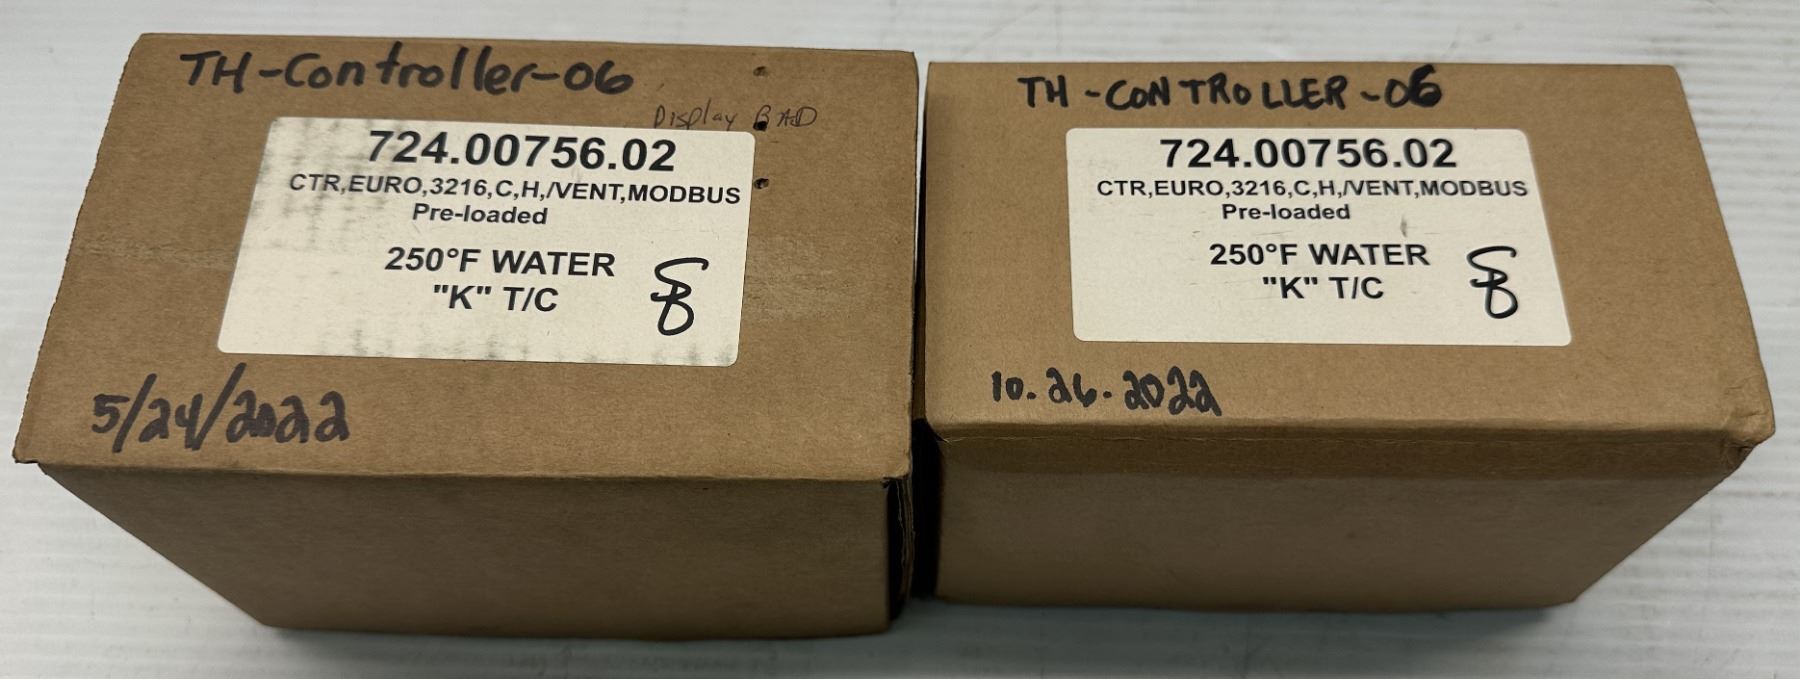 TH-Controller-06
Display BAD
724.00756.02
CTR,EURO,3216,C,H,/VENT,MODBUS
Pre-loaded
250°F WATER
"K" T/C
5/24/2022
TH-CONTROLLER-06
724.00756.02
CTR,EURO,3216,C,H,/VENT,MODBUS
Pre-loaded
250°F WATER
"K" T/C
10.26.2022